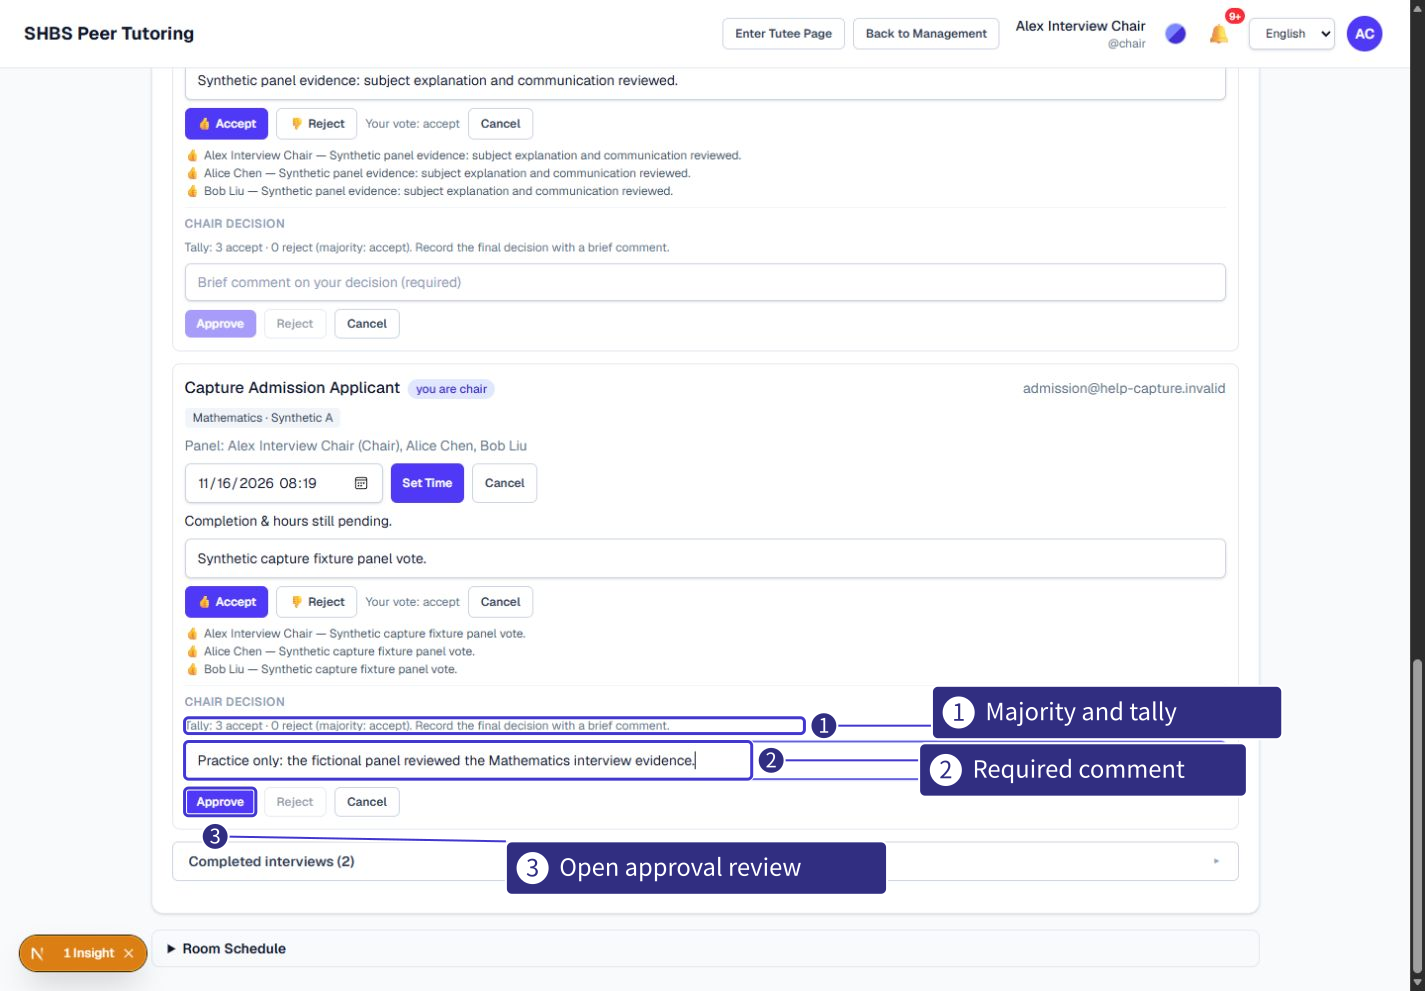 SHBS Peer Tutoring
Enter Tutee Page
Back to Management
Alex Interview Chair
@chair
9+
English
AC
Synthetic panel evidence: subject explanation and communication reviewed.
👍 Accept 👎 Reject Your vote: accept Cancel
👍 Alex Interview Chair — Synthetic panel evidence: subject explanation and communication reviewed.
👍 Alice Chen — Synthetic panel evidence: subject explanation and communication reviewed.
👍 Bob Liu — Synthetic panel evidence: subject explanation and communication reviewed.
CHAIR DECISION
Tally: 3 accept · 0 reject (majority: accept). Record the final decision with a brief comment.
Brief comment on your decision (required)
Approve Reject Cancel
Capture Admission Applicant you are chair admission@help-capture.invalid
Mathematics · Synthetic A
Panel: Alex Interview Chair (Chair), Alice Chen, Bob Liu
11/16/2026 08:19 Set Time Cancel
Completion & hours still pending.
Synthetic capture fixture panel vote.
👍 Accept 👎 Reject Your vote: accept Cancel
👍 Alex Interview Chair — Synthetic capture fixture panel vote.
👍 Alice Chen — Synthetic capture fixture panel vote.
👍 Bob Liu — Synthetic capture fixture panel vote.
CHAIR DECISION
Tally: 3 accept · 0 reject (majority: accept). Record the final decision with a brief comment.
1
1 Majority and tally
Practice only: the fictional panel reviewed the Mathematics interview evidence.
2
2 Required comment
Approve Reject Cancel
3
3 Open approval review
Completed interviews (2)
Room Schedule
N 1 Insight ×